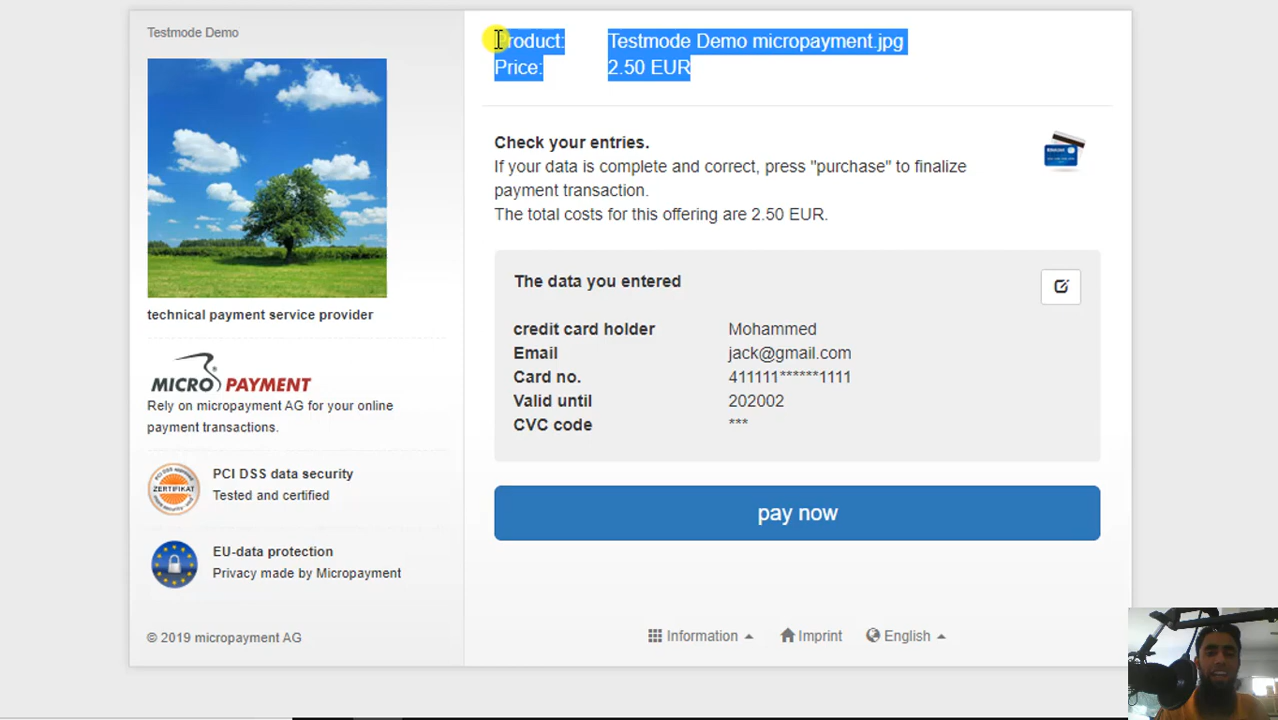 Testmode Demo
technical payment service provider
MICROPAYMENT
Rely on micropayment AG for your online
payment transactions.
PCI DSS data security
Tested and certified
ZERTIFIKAT
EU-data protection
Privacy made by Micropayment
© 2019 micropayment AG
Product: Testmode Demo micropayment.jpg
Price: 2.50 EUR
Check your entries.
If your data is complete and correct, press "purchase" to finalize
payment transaction.
The total costs for this offering are 2.50 EUR.
The data you entered
credit card holder Mohammed
Email jack@gmail.com
Card no. 411111******1111
Valid until 202002
CVC code ***
pay now
Information
Imprint
English